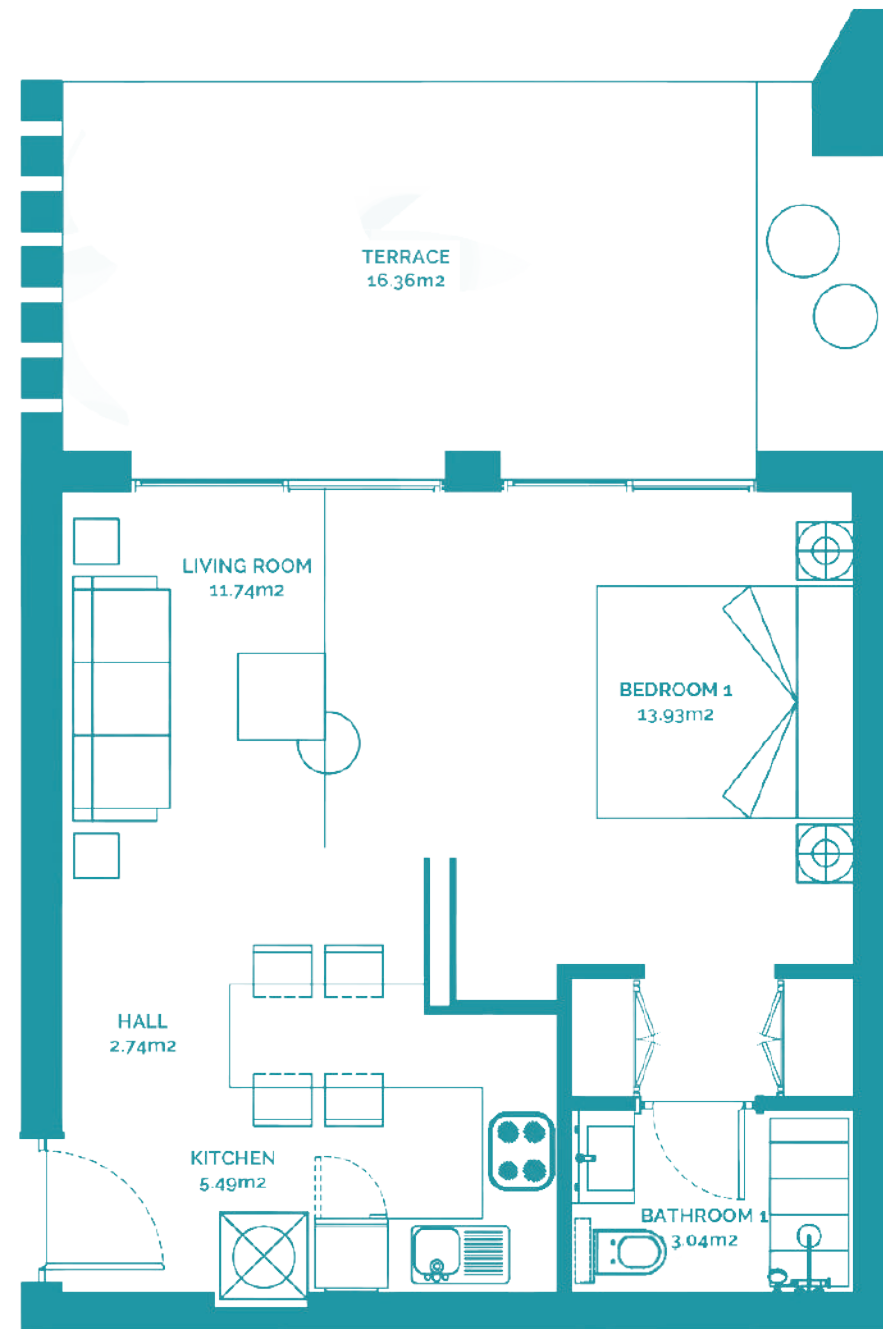 TERRACE
16.36m2
LIVING ROOM
11.74m2
BEDROOM 1
13.93m2
HALL
2.74m2
KITCHEN
5.49m2
BATHROOM 1
3.04m2